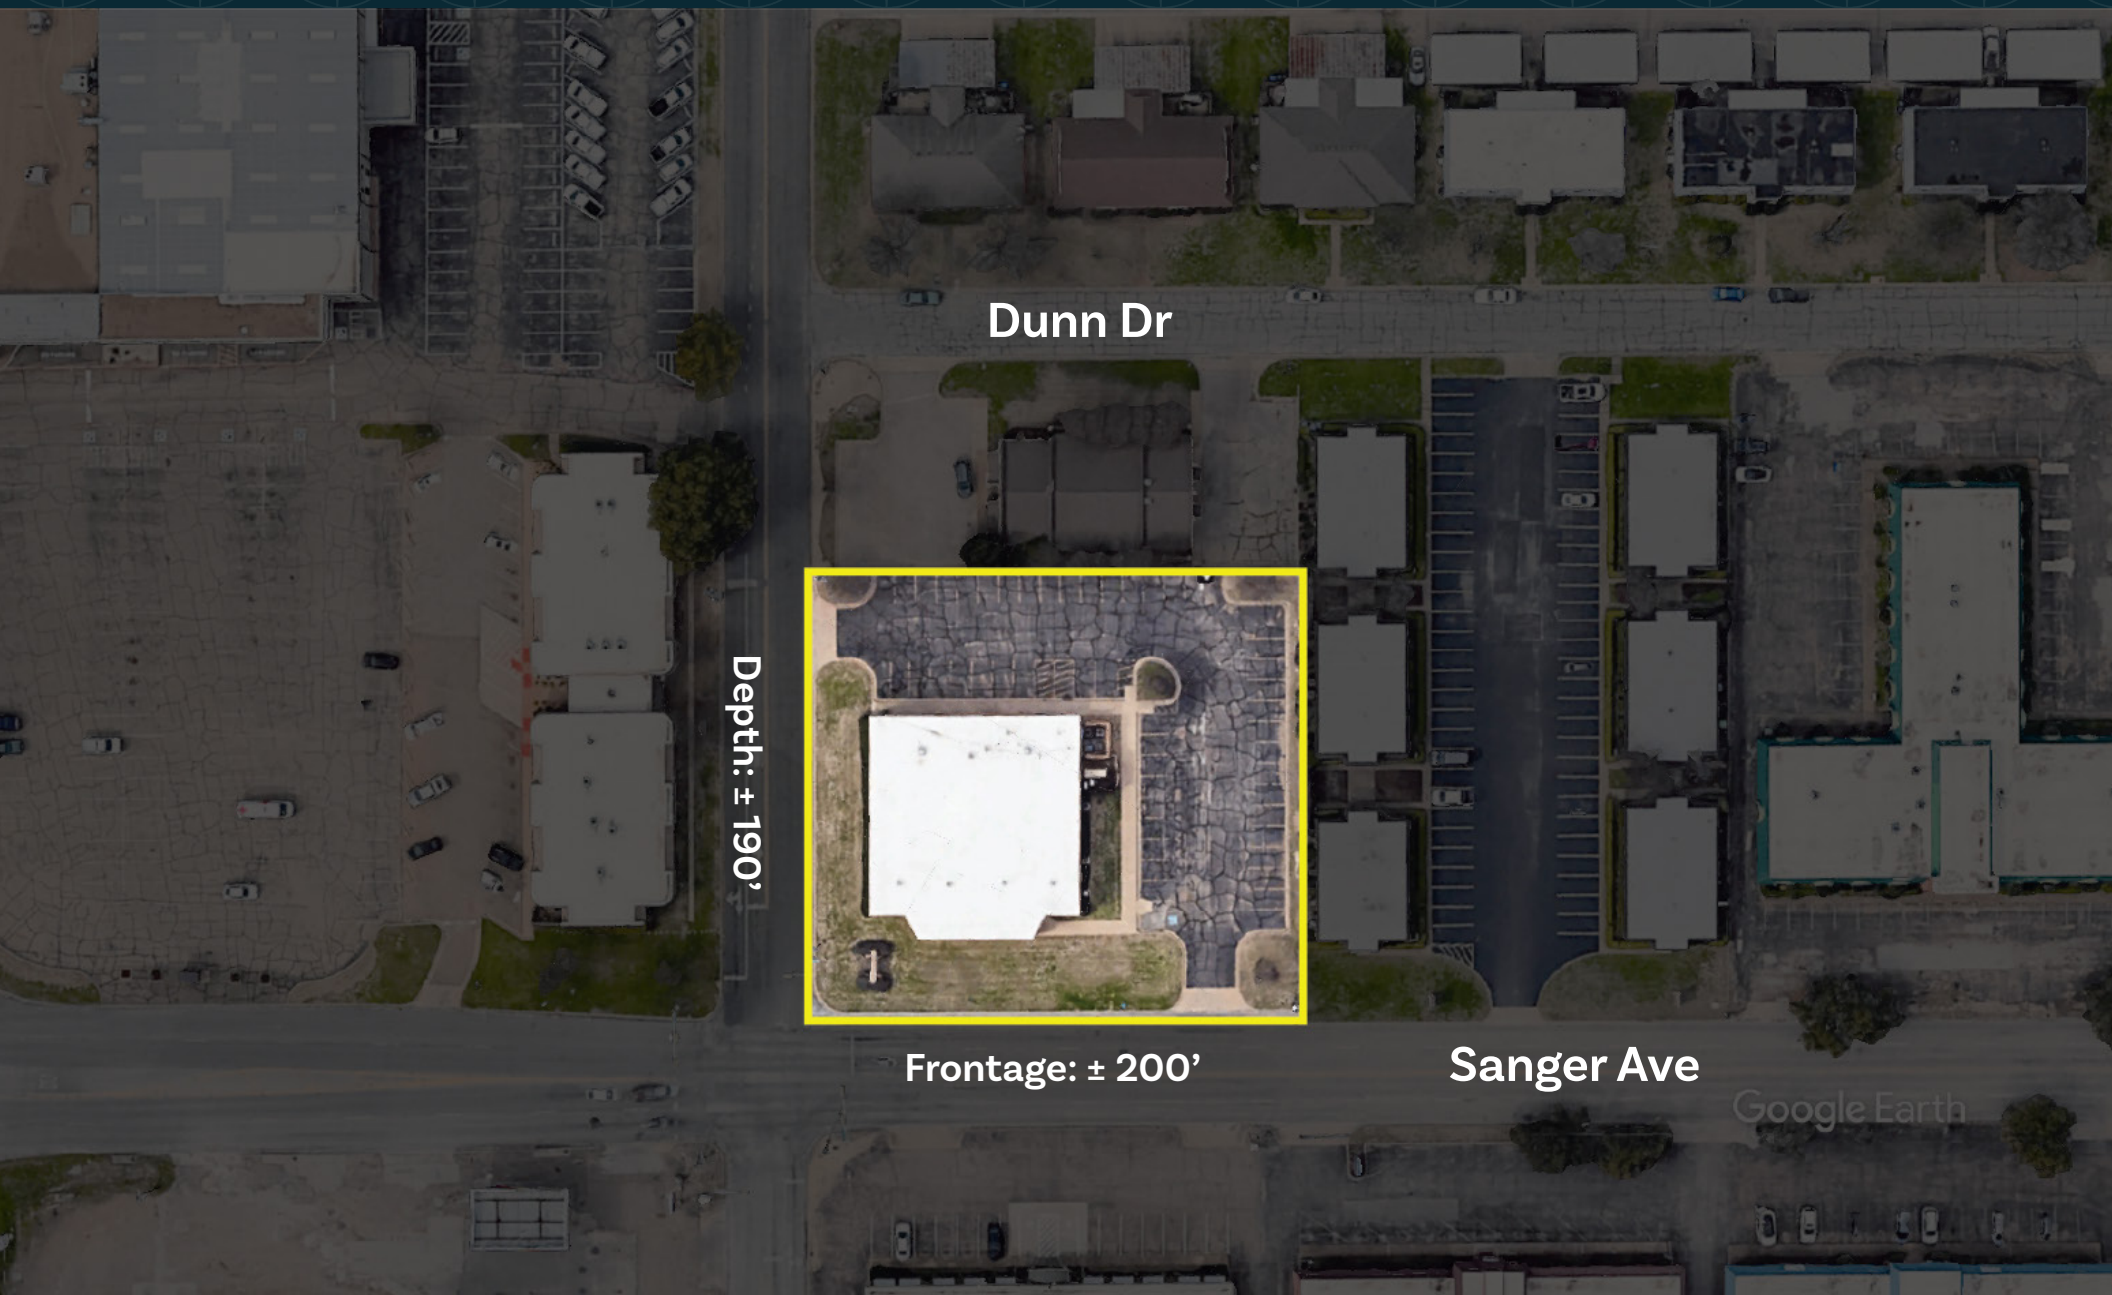 Dunn Dr
Depth: ± 190’
Frontage: ± 200’
Sanger Ave
Google Earth